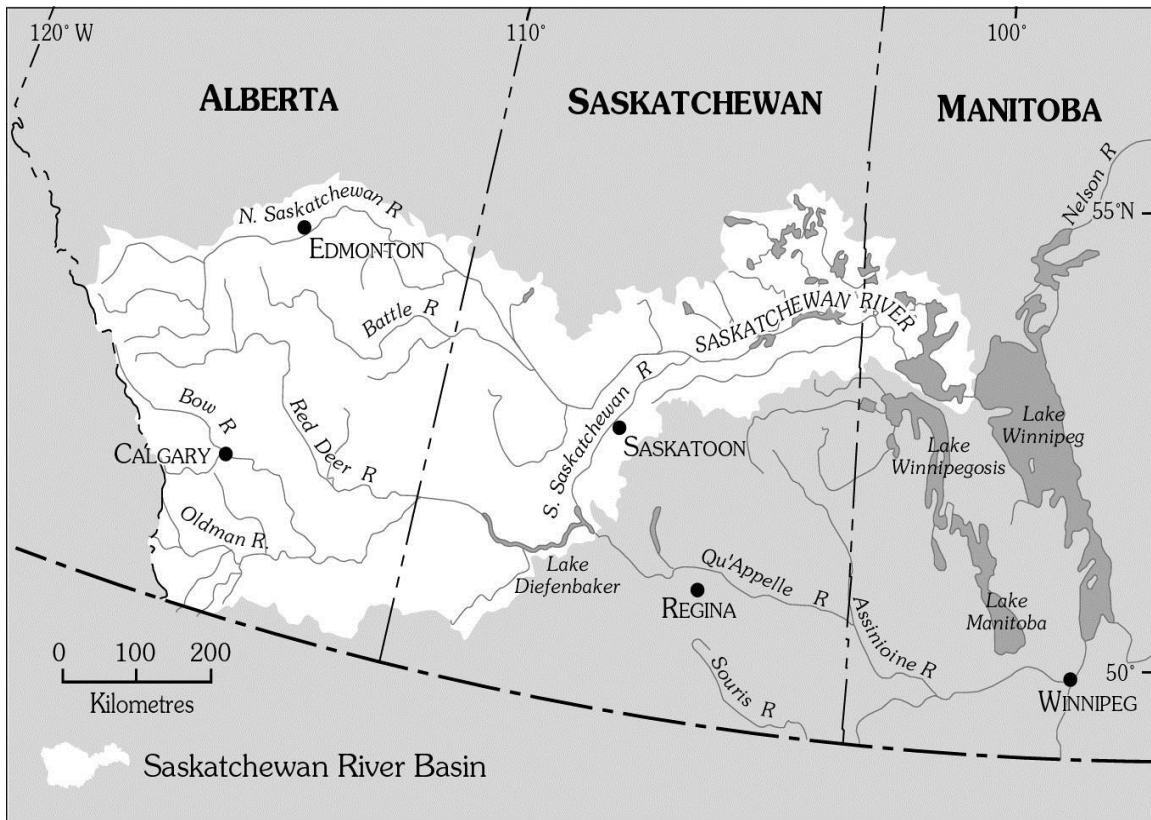 120° W
110°
100°
ALBERTA
SASKATCHEWAN
MANITOBA
Nelson R
55°N
N. Saskatchewan R
EDMONTON
Battle R
SASKATCHEWAN RIVER
Bow R
Red Deer R
CALGARY
S. Saskatchewan R
SASKATOON
Lake
Winnipegosis
Lake
Winnipeg
Oldman R.
Lake
Diefenbaker
Qu'Appelle R
REGINA
Assinioine R
Lake
Manitoba
Souris R
50°
WINNIPEG
0 100 200
Kilometres
Saskatchewan River Basin